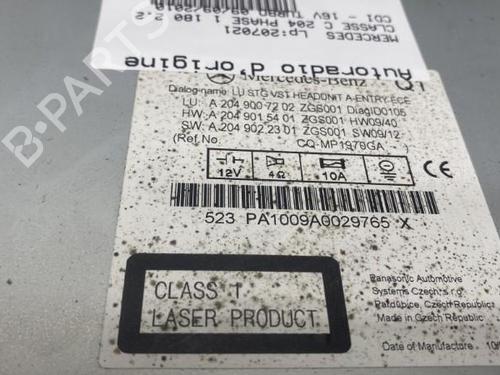 MERCEDES Lp:207021
CLASSE C 204 PHASE 1 180 2.2
CDI - 16V TURBO
Autoradio d'origine
Mercedes-Benz
Dialog-name: LU STG VST HEADUNIT A-ENTRY-ECE
LU: A 204 900 72 02 ZGS001 DiagID0105
HW: A 204 901 54 01 ZGS001 HW09/40
SW: A 204 902 23 01 ZGS001 SW09/12
(Ref.No. CQ-MP1979GA )
12V 4Ω 10A
CE
523 PA1009A0029765 X
CLASS 1
LASER PRODUCT
Panasonic Automotive
Systems Czech, s.r.o.
Pardubice, Czech Republic
Made in Czech Republic
Date of Manufacture
B-PARTS